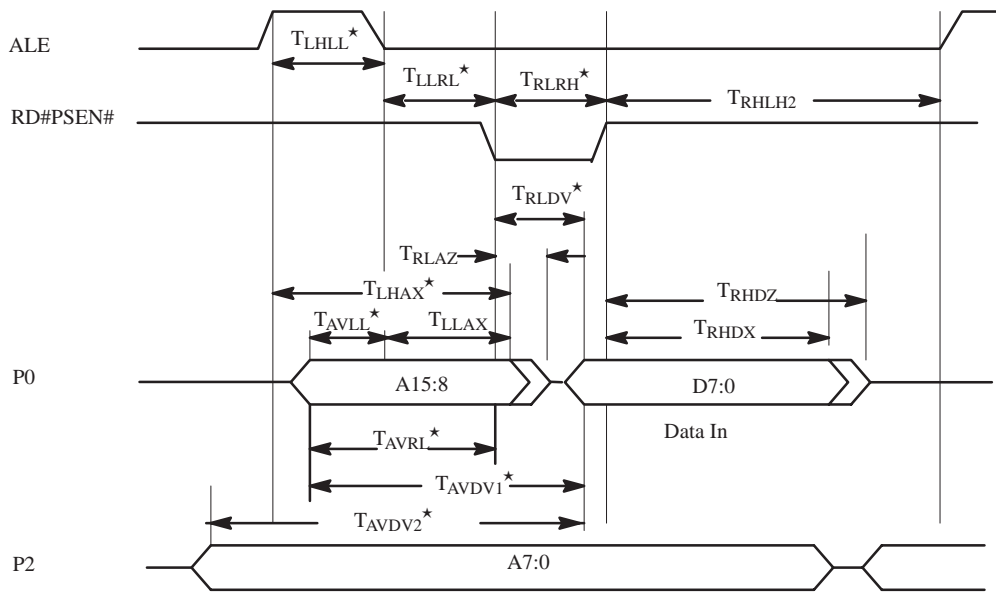 ALE
TLHLL★
TLLRL★
TRLRH★
TRHLH2
RD#PSEN#
TRLDV★
TRLAZ
TLHAX★
TRHDZ
TAVLL★
TLLAX
TRHDX
P0
A15:8
D7:0
TAVRL★
Data In
TAVDV1★
TAVDV2★
P2
A7:0